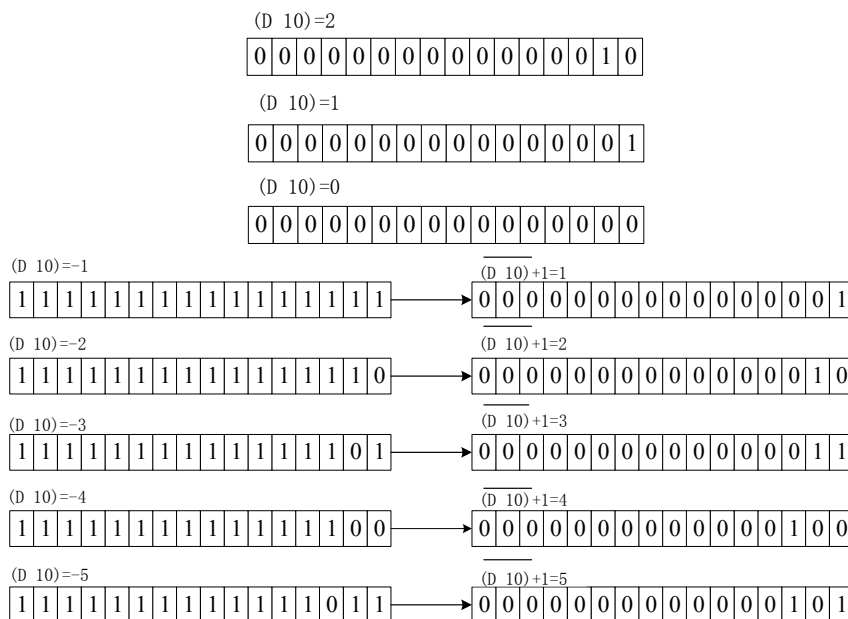 (D 10)=2
0 0 0 0 0 0 0 0 0 0 0 0 0 0 1 0
(D 10)=1
0 0 0 0 0 0 0 0 0 0 0 0 0 0 0 1
(D 10)=0
0 0 0 0 0 0 0 0 0 0 0 0 0 0 0 0
(D 10)=-1
(D 10)+1=1
1 1 1 1 1 1 1 1 1 1 1 1 1 1 1 1
0 0 0 0 0 0 0 0 0 0 0 0 0 0 0 1
(D 10)=-2
(D 10)+1=2
1 1 1 1 1 1 1 1 1 1 1 1 1 1 1 0
0 0 0 0 0 0 0 0 0 0 0 0 0 0 1 0
(D 10)=-3
(D 10)+1=3
1 1 1 1 1 1 1 1 1 1 1 1 1 1 0 1
0 0 0 0 0 0 0 0 0 0 0 0 0 0 1 1
(D 10)=-4
(D 10)+1=4
1 1 1 1 1 1 1 1 1 1 1 1 1 1 0 0
0 0 0 0 0 0 0 0 0 0 0 0 0 1 0 0
(D 10)=-5
(D 10)+1=5
1 1 1 1 1 1 1 1 1 1 1 1 1 0 1 1
0 0 0 0 0 0 0 0 0 0 0 0 0 1 0 1